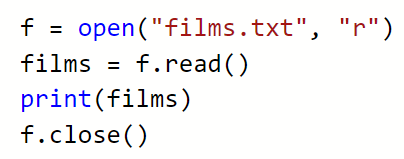 f = open("films.txt", "r")
films = f.read()
print(films)
f.close()